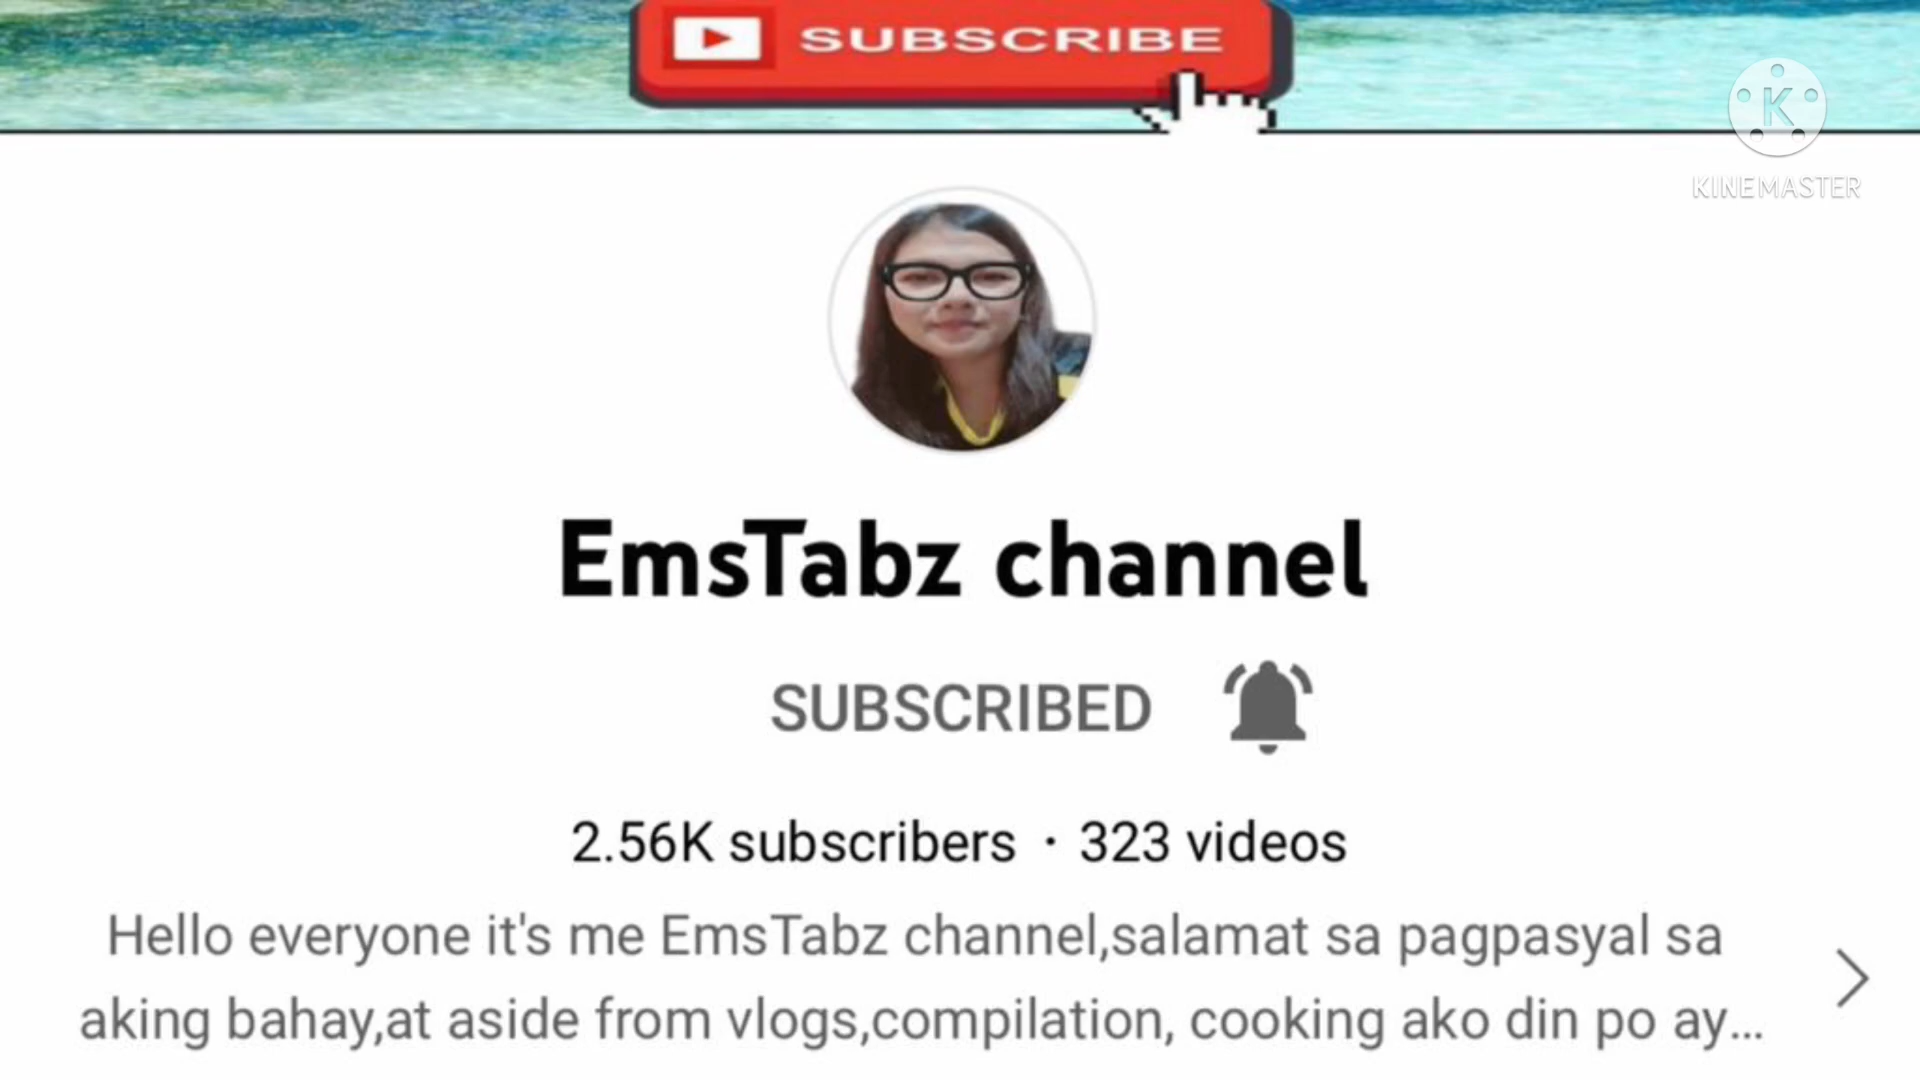 SUBSCRIBE
K
KINEMASTER
EmsTabz channel
SUBSCRIBED
2.56K subscribers · 323 videos
Hello everyone it's me EmsTabz channel,salamat sa pagpasyal sa
aking bahay,at aside from vlogs,compilation, cooking ako din po ay...